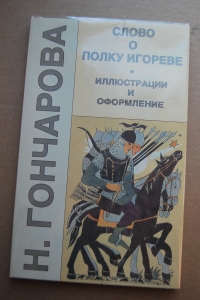 Н. ГОНЧАРОВА
СЛОВО
О
ПОЛКУ ИГОРЕВЕ
•
ИЛЛЮСТРАЦИИ
И
ОФОРМЛЕНИЕ